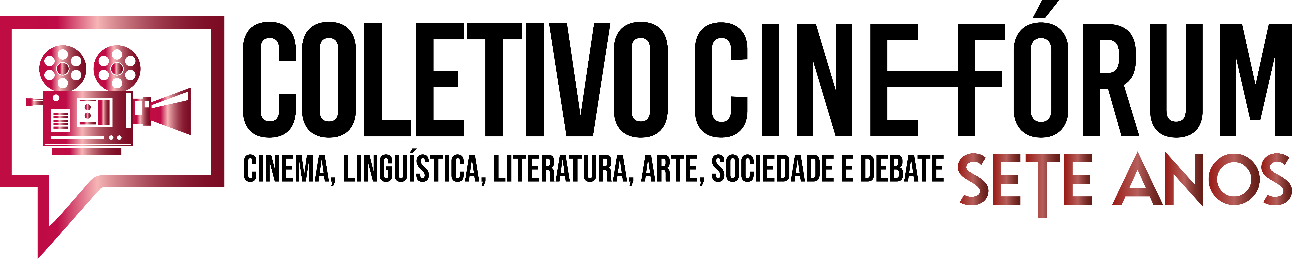 COLETIVO CINE-FÓRUM
CINEMA, LINGUÍSTICA, LITERATURA, ARTE, SOCIEDADE E DEBATE
SETE ANOS